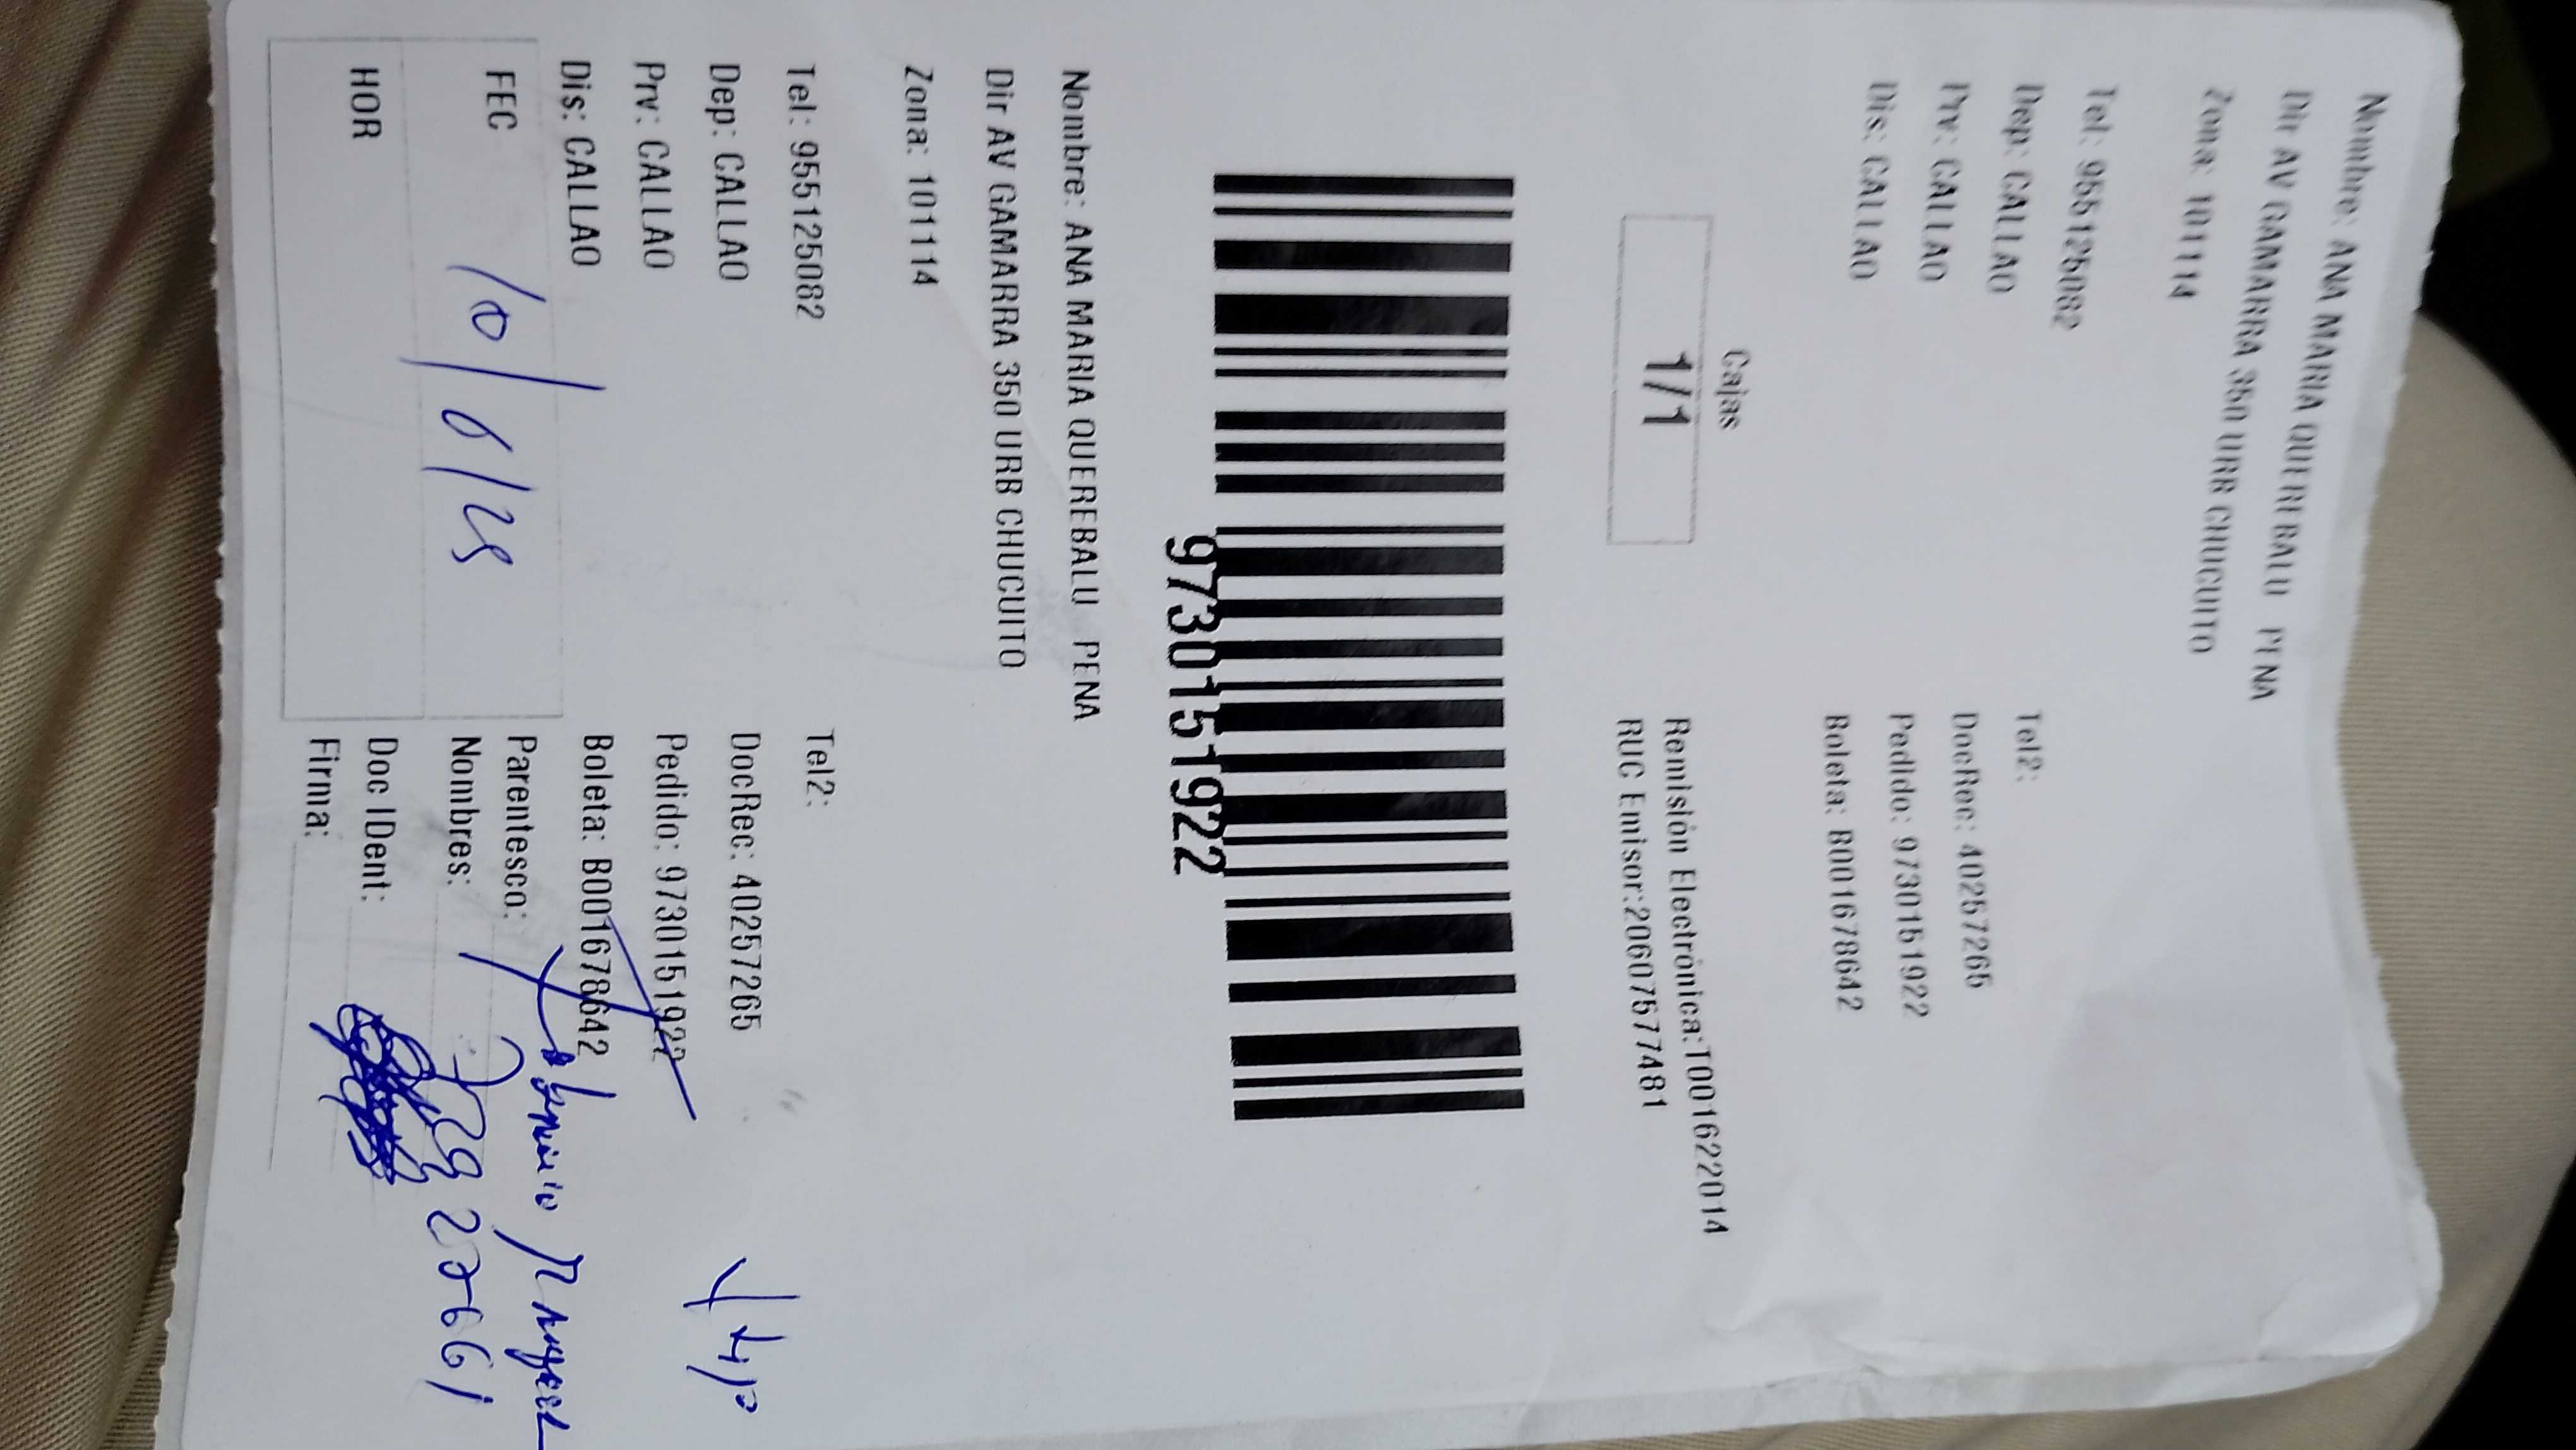 Nombre: ANA MARIA QUEREBALU PENA
Dir AV GAMARRA 350 URB CHUCUITO
Zona: 101114
Tel: 955125082
Tel2:
Dep: CALLAO
DocRec: 40257265
Prv: CALLAO
Pedido: 9730151922
Dis: CALLAO
Boleta: B001678642
Cajas
1/1
Remisión Electrónica:T001622014
RUC Emisor:20607577481
9730151922
Nombre: ANA MARIA QUEREBALU PENA
Dir AV GAMARRA 350 URB CHUCUITO
Zona: 101114
Tel: 955125082
Tel2:
Dep: CALLAO
DocRec: 40257265
Prv: CALLAO
Pedido: 9730151922
Dis: CALLAO
Boleta: B001678642
FEC 10/6/25
Parentesco:
Nombres:
HOR
Doc IDent:
Firma: